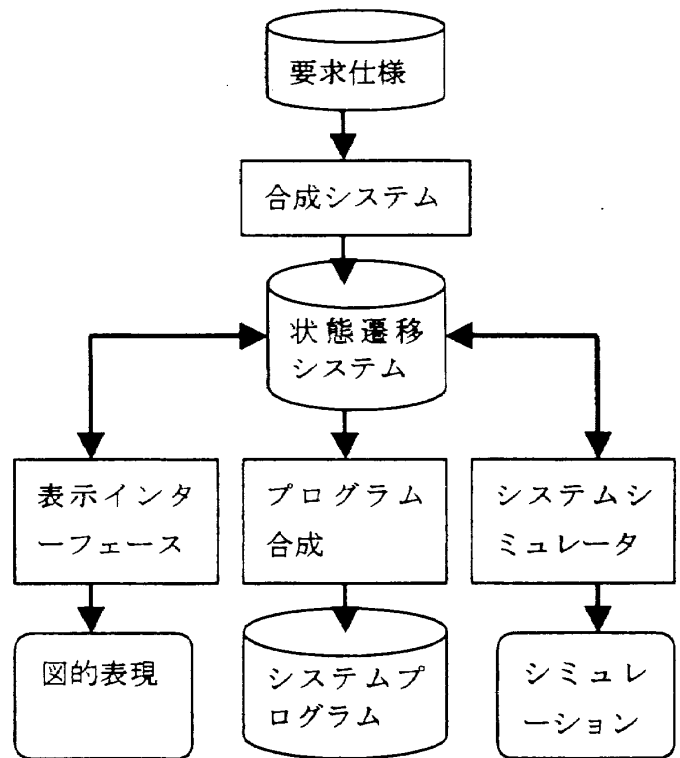 要求仕様
合成システム
状態遷移
システム
表示インタ
ーフェース
プログラム
合成
システムシ
ミュレータ
図的表現
システムプ
ログラム
シミュレ
ーション